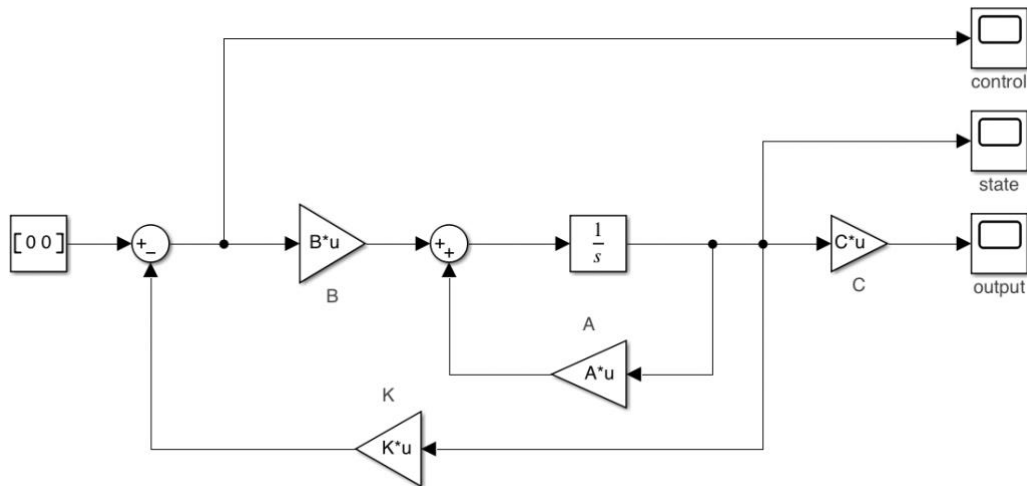 control
state
[0 0]
+
−
B*u
B
+
+
1
s
C*u
C
output
A
A*u
K
K*u